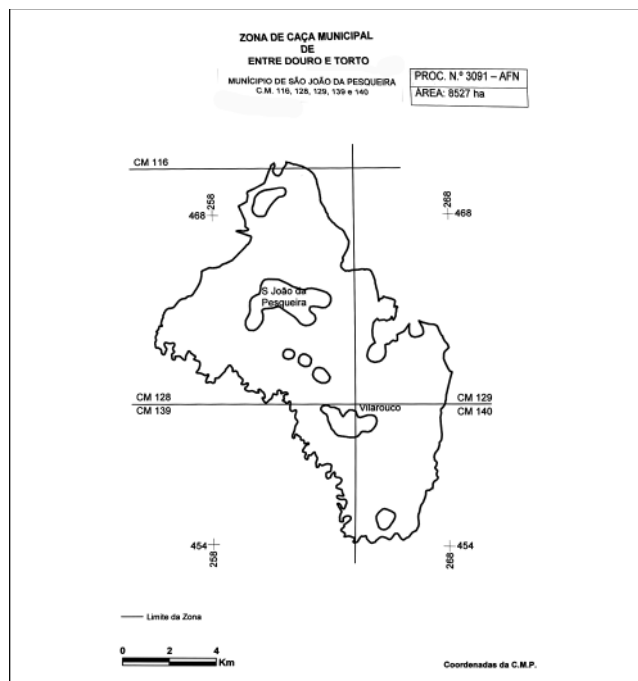 ZONA DE CAÇA MUNICIPAL
DE
ENTRE DOURO E TORTO
MUNÍCIPIO DE SÃO JOÃO DA PESQUEIRA
C.M. 116, 128, 129, 139 e 140
PROC. N.º 3091 – AFN
ÁREA: 8527 ha
CM 116
258
468
268
468
S João da
Pesqueira
CM 128
CM 129
CM 139
CM 140
Vilarouco
454
258
454
268
Limite da Zona
0 2 4
Km
Coordenadas da C.M.P.